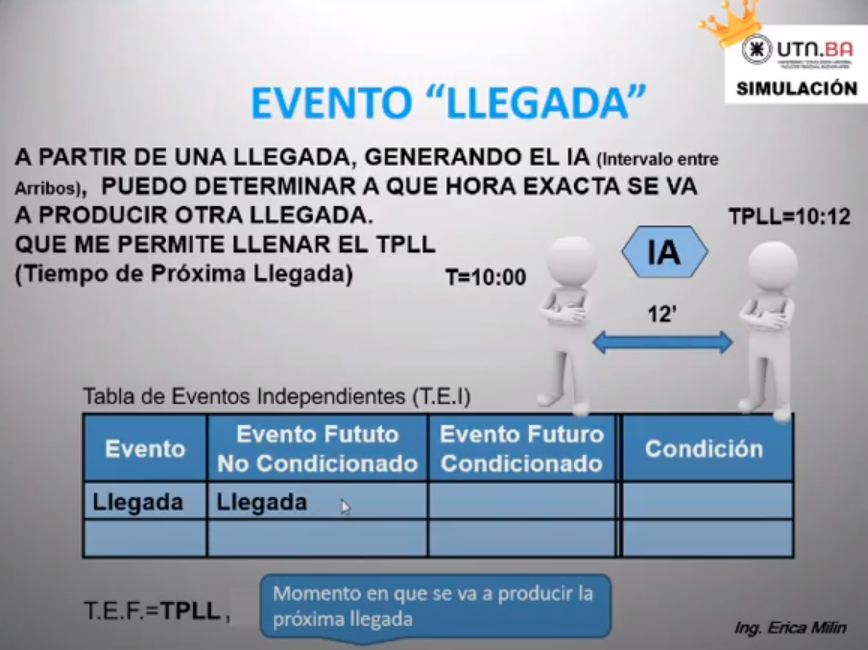 UTN.BA
SIMULACIÓN
EVENTO “LLEGADA”
A PARTIR DE UNA LLEGADA, GENERANDO EL IA (Intervalo entre
Arribos), PUEDO DETERMINAR A QUE HORA EXACTA SE VA
A PRODUCIR OTRA LLEGADA.
QUE ME PERMITE LLENAR EL TPLL
(Tiempo de Próxima Llegada)
T=10:00
IA
TPLL=10:12
12’
Tabla de Eventos Independientes (T.E.I)
Evento
Evento Fututo
No Condicionado
Evento Futuro
Condicionado
Condición
Llegada
Llegada
T.E.F.=TPLL ,
Momento en que se va a producir la
próxima llegada
Ing. Erica Milin